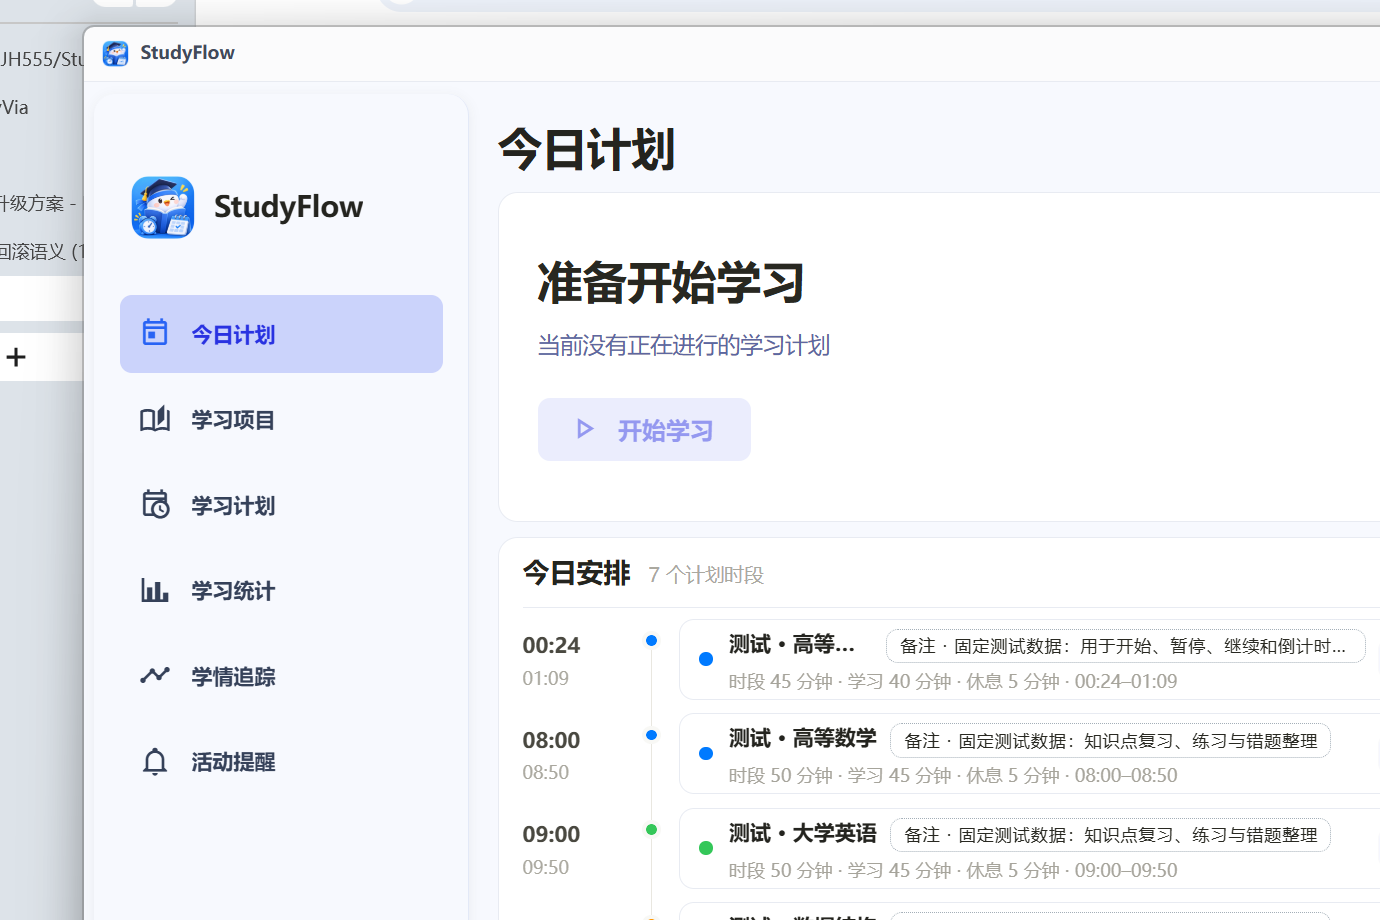 JH555/Stu
Via
升级方案 -
回滚语义 (1
StudyFlow
StudyFlow
今日计划
学习项目
学习计划
学习统计
学情追踪
活动提醒
今日计划
准备开始学习
当前没有正在进行的学习计划
开始学习
今日安排 7 个计划时段
00:24
01:09
测试・高等... 备注 · 固定测试数据：用于开始、暂停、继续和倒计时...
时段 45 分钟 · 学习 40 分钟 · 休息 5 分钟 · 00:24–01:09
08:00
08:50
测试・高等数学 备注 · 固定测试数据：知识点复习、练习与错题整理
时段 50 分钟 · 学习 45 分钟 · 休息 5 分钟 · 08:00–08:50
09:00
09:50
测试・大学英语 备注 · 固定测试数据：知识点复习、练习与错题整理
时段 50 分钟 · 学习 45 分钟 · 休息 5 分钟 · 09:00–09:50